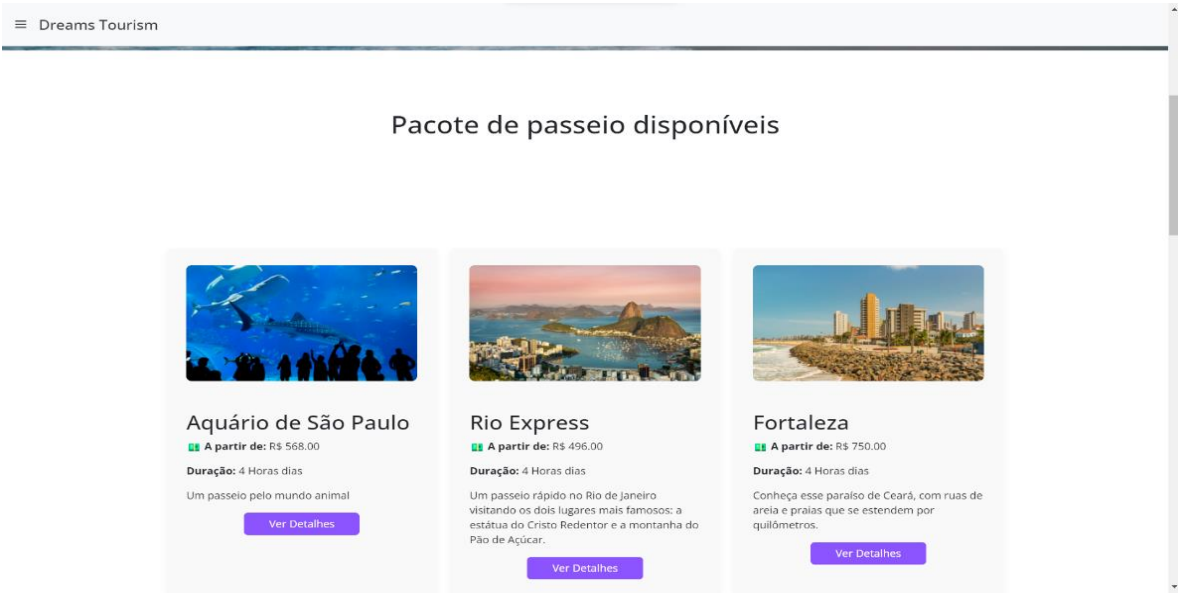 Dreams Tourism
Pacote de passeio disponíveis
Aquário de São Paulo
A partir de: R$ 568.00
Duração: 4 Horas dias
Um passeio pelo mundo animal
Ver Detalhes
Rio Express
A partir de: R$ 496.00
Duração: 4 Horas dias
Um passeio rápido no Rio de Janeiro
visitando os dois lugares mais famosos: a
estátua do Cristo Redentor e a montanha do
Pão de Açúcar.
Ver Detalhes
Fortaleza
A partir de: R$ 750.00
Duração: 4 Horas dias
Conheça esse paraíso de Ceará, com ruas de
areia e praias que se estendem por
quilômetros.
Ver Detalhes